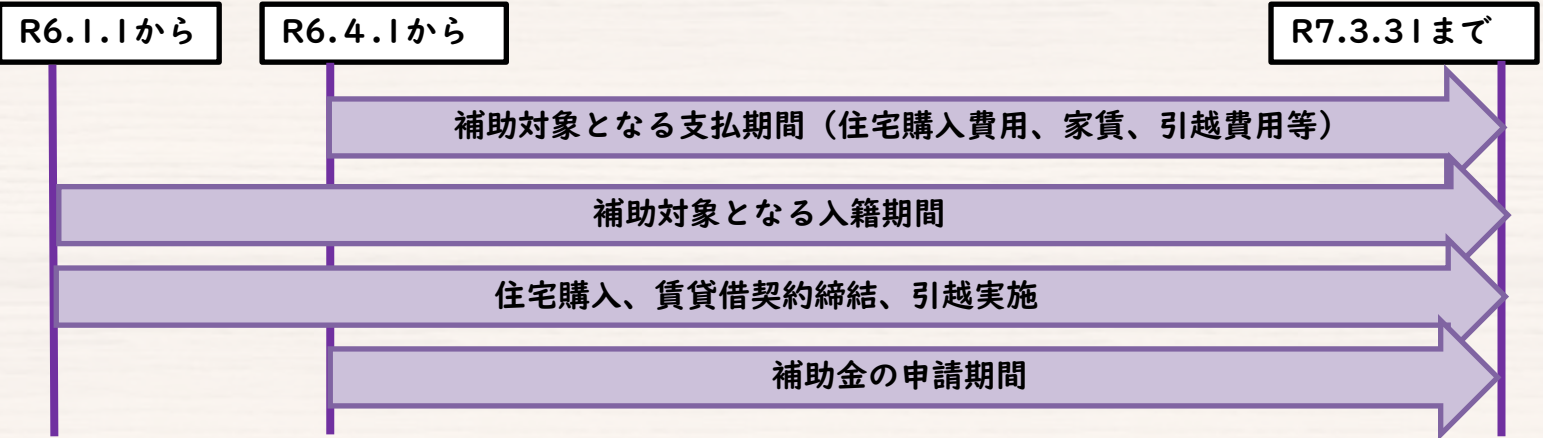 R6.1.1から
R6.4.1から
R7.3.31まで
補助対象となる支払期間（住宅購入費用、家賃、引越費用等）
補助対象となる入籍期間
住宅購入、賃貸借契約締結、引越実施
補助金の申請期間